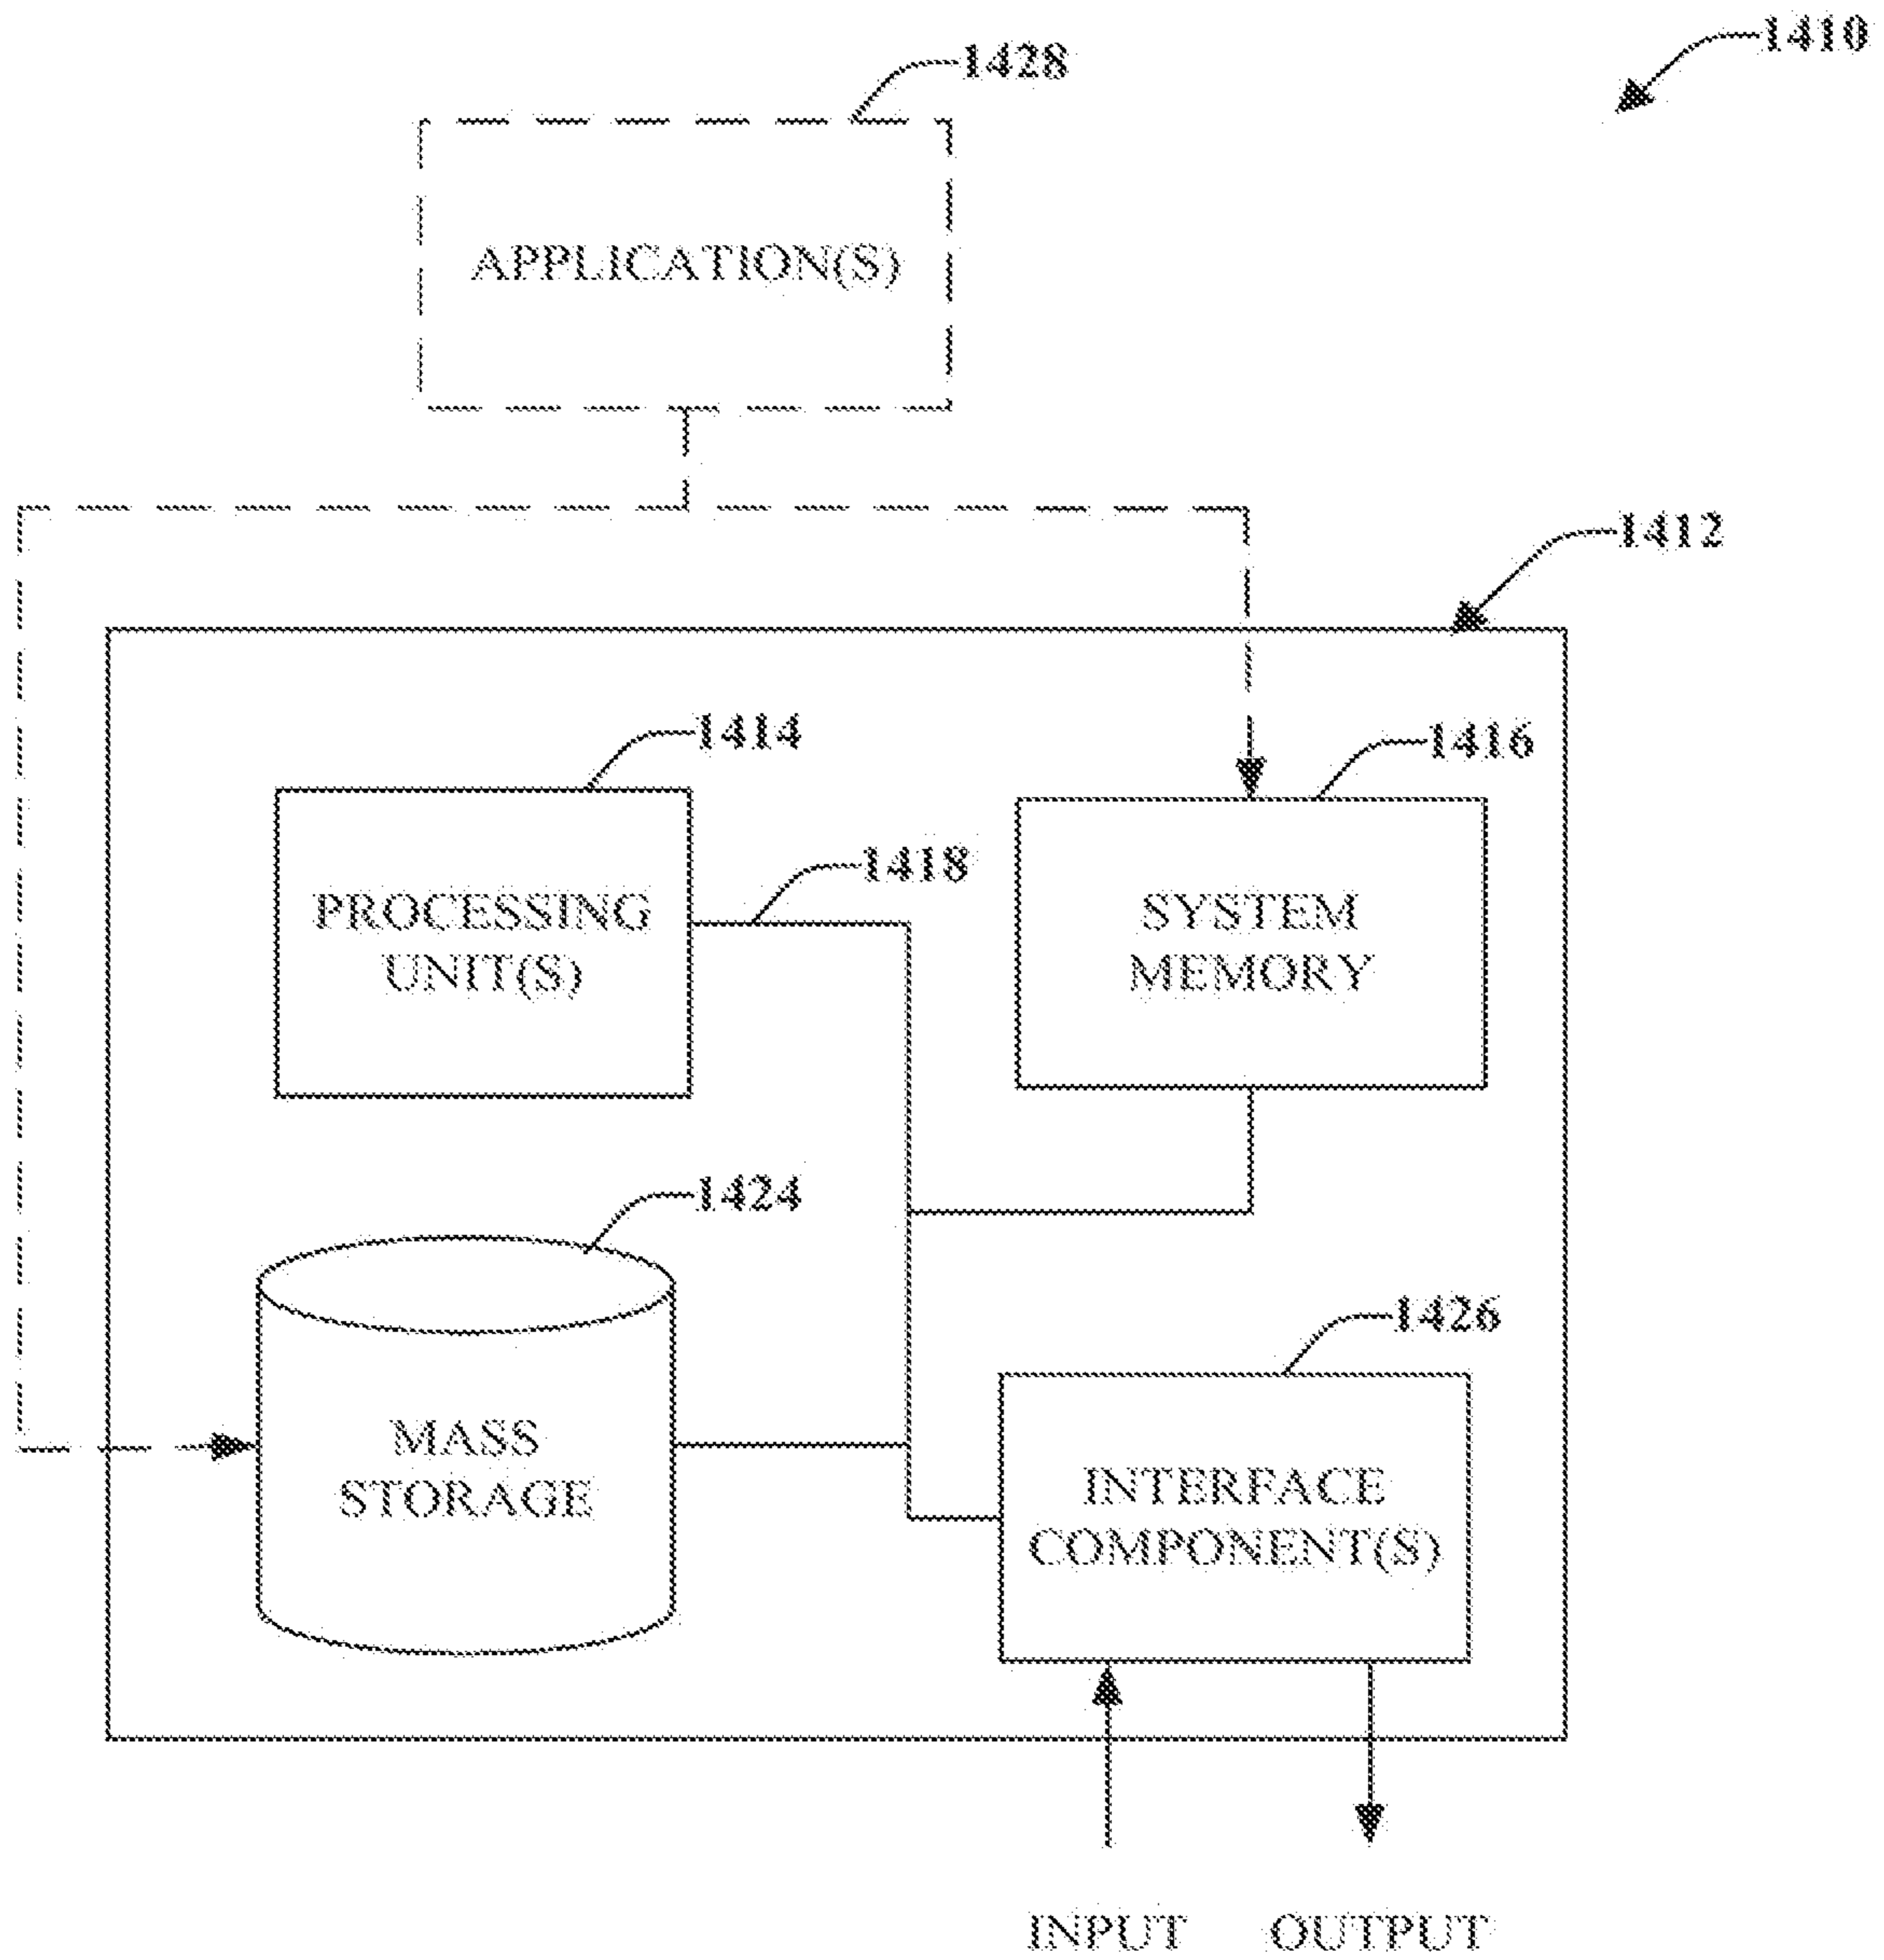 1410
1428
APPLICATION(S)
1412
1414
1416
1418
PROCESSING
UNIT(S)
SYSTEM
MEMORY
1424
1426
MASS
STORAGE
INTERFACE
COMPONENT(S)
INPUT
OUTPUT